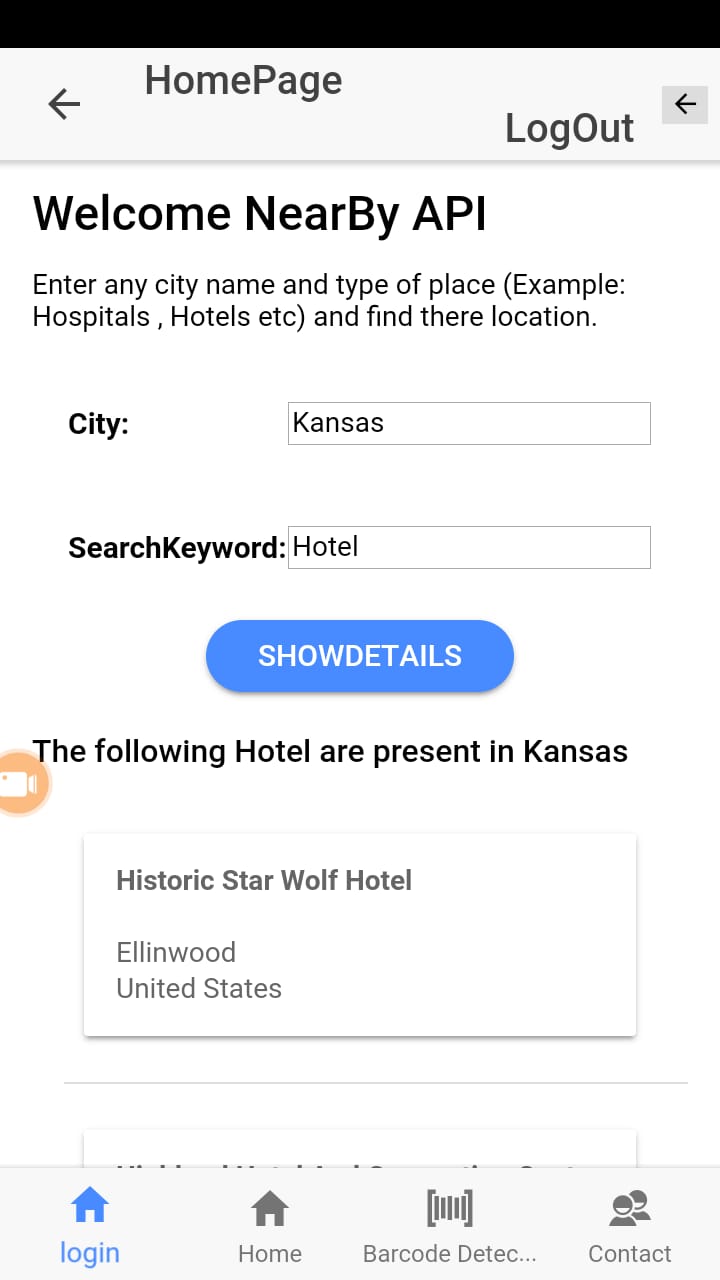 HomePage
LogOut
Welcome NearBy API
Enter any city name and type of place (Example:
Hospitals , Hotels etc) and find there location.
City: Kansas
SearchKeyword: Hotel
SHOWDETAILS
The following Hotel are present in Kansas
Historic Star Wolf Hotel
Ellinwood
United States
login Home Barcode Detec... Contact